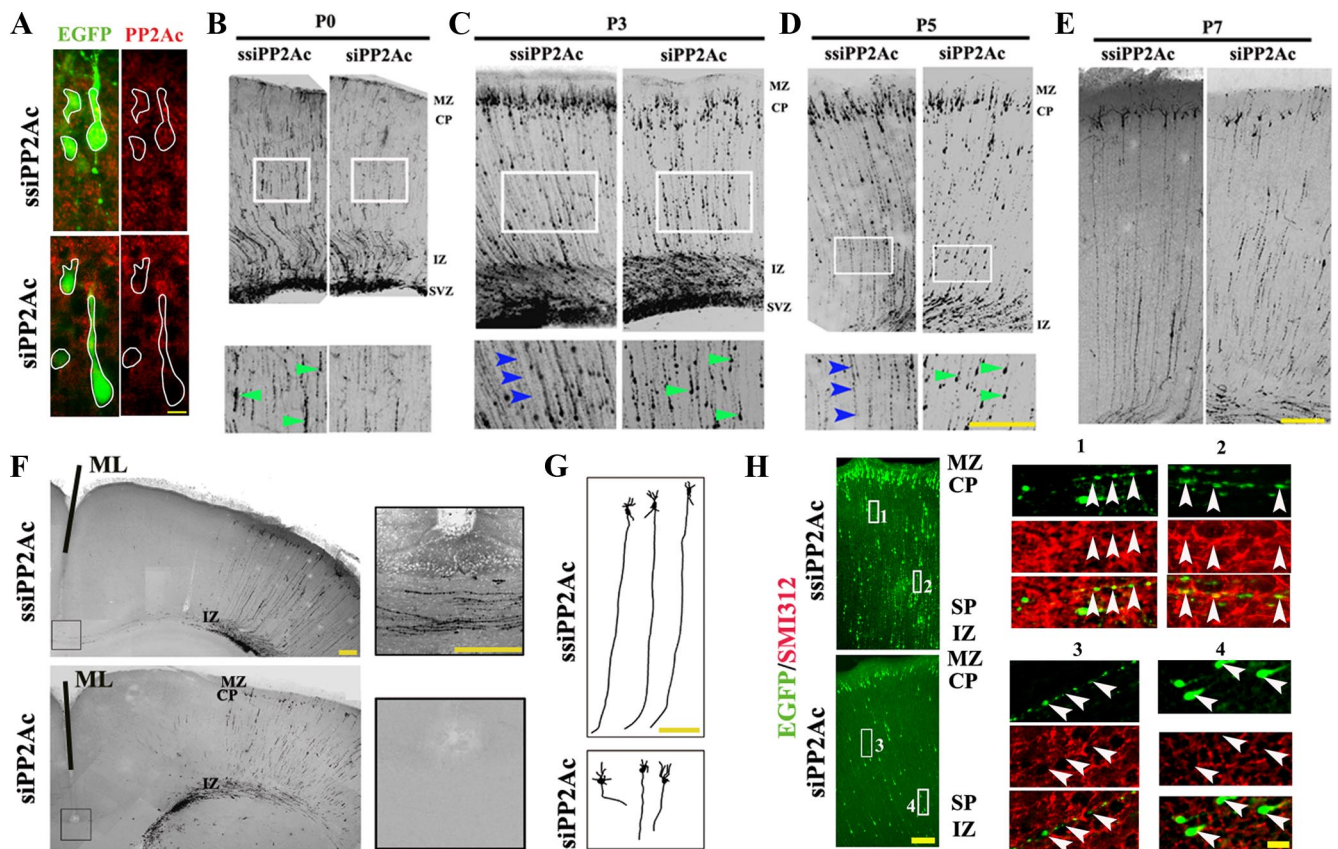 A
EGFP PP2Ac
ssiPP2Ac
siPP2Ac
B
P0
ssiPP2Ac siPP2Ac
MZ
CP
IZ
SVZ
C
P3
ssiPP2Ac siPP2Ac
MZ
CP
IZ
SVZ
D
P5
ssiPP2Ac siPP2Ac
MZ
CP
IZ
E
P7
ssiPP2Ac siPP2Ac
F
ML
ssiPP2Ac
IZ
ML
MZ
CP
siPP2Ac
IZ
G
ssiPP2Ac
siPP2Ac
H
EGFP/SMI312
ssiPP2Ac
1
2
MZ
CP
SP
IZ
siPP2Ac
3
4
MZ
CP
SP
IZ
1
2
3
4